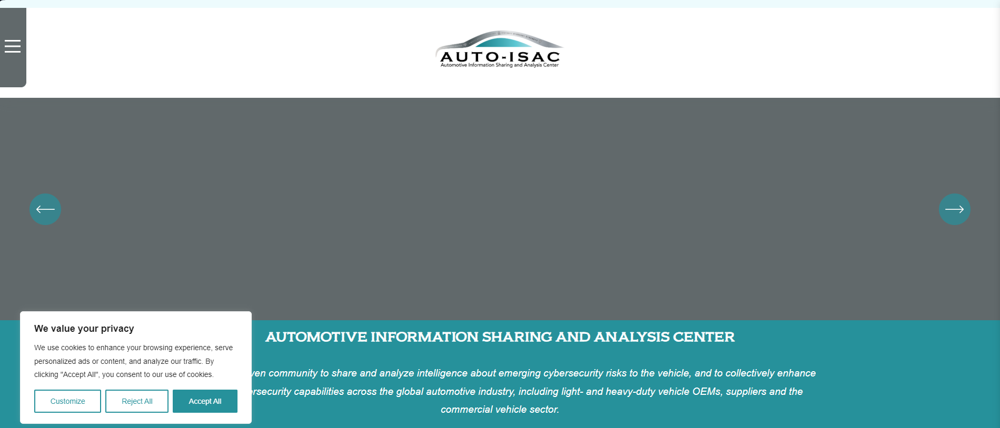 AUTO-ISAC
Automotive Information Sharing and Analysis Center
We value your privacy
We use cookies to enhance your browsing experience, serve
personalized ads or content, and analyze our traffic. By
clicking "Accept All", you consent to our use of cookies.
Customize
Reject All
Accept All
AUTOMOTIVE INFORMATION SHARING AND ANALYSIS CENTER
community to share and analyze intelligence about emerging cybersecurity risks to the vehicle, and to collectively enhance
capabilities across the global automotive industry, including light- and heavy-duty vehicle OEMs, suppliers and the
commercial vehicle sector.